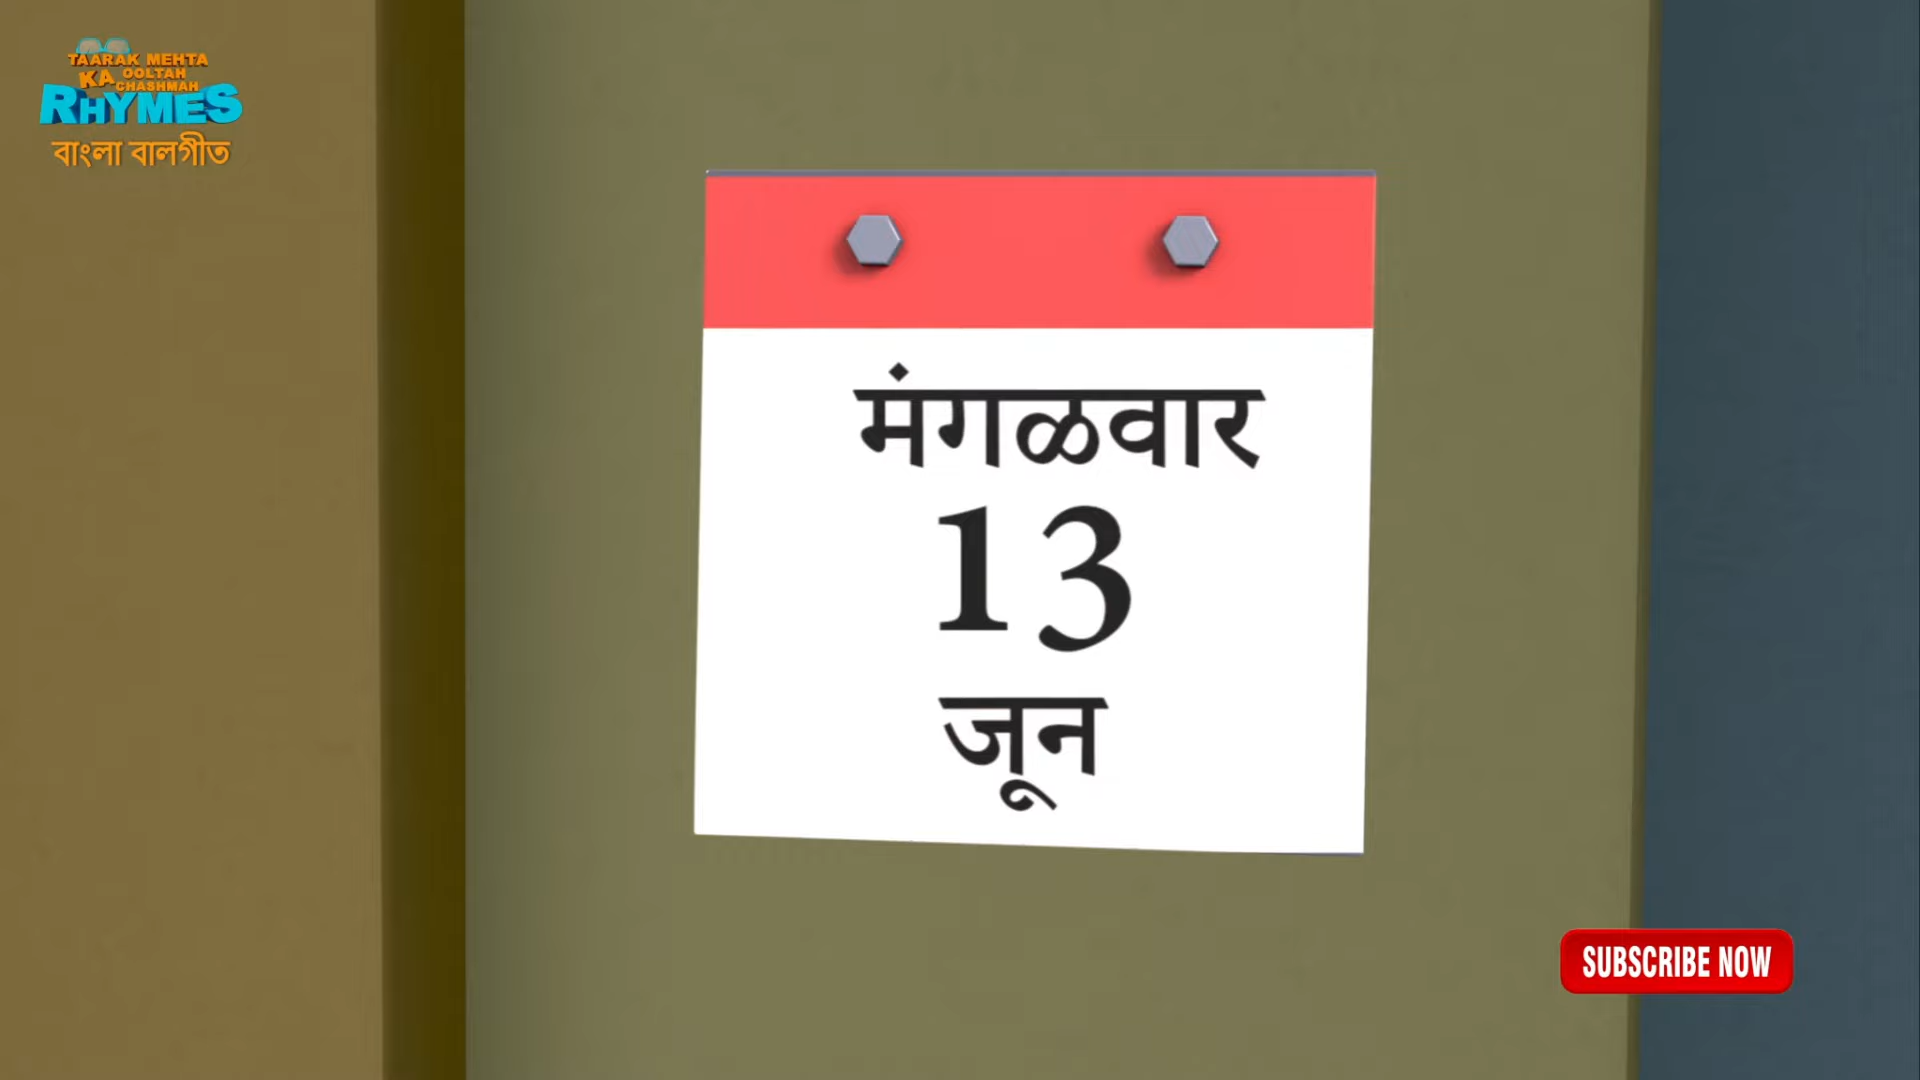 TAARAK MEHTA
KA OOLTAH
CHASHMAH
RHYMES
বাংলা বালগীত
मंगळवार
13
जून
SUBSCRIBE NOW